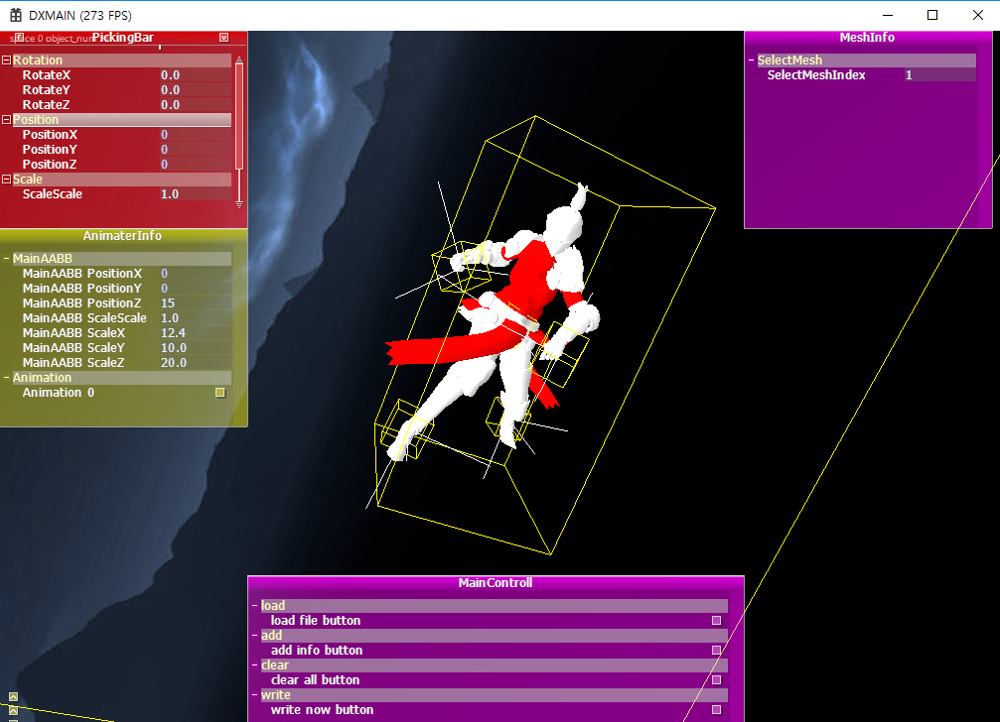 DXMAIN (273 FPS)
space 0 object_num
PickingBar
Rotation
RotateX 0.0
RotateY 0.0
RotateZ 0.0
Position
PositionX 0
PositionY 0
PositionZ 0
Scale
ScaleScale 1.0
AnimaterInfo
MainAABB
MainAABB PositionX 0
MainAABB PositionY 0
MainAABB PositionZ 15
MainAABB ScaleScale 1.0
MainAABB ScaleX 12.4
MainAABB ScaleY 10.0
MainAABB ScaleZ 20.0
Animation
Animation 0
MeshInfo
SelectMesh
SelectMeshIndex 1
MainControll
load
load file button
add
add info button
clear
clear all button
write
write now button